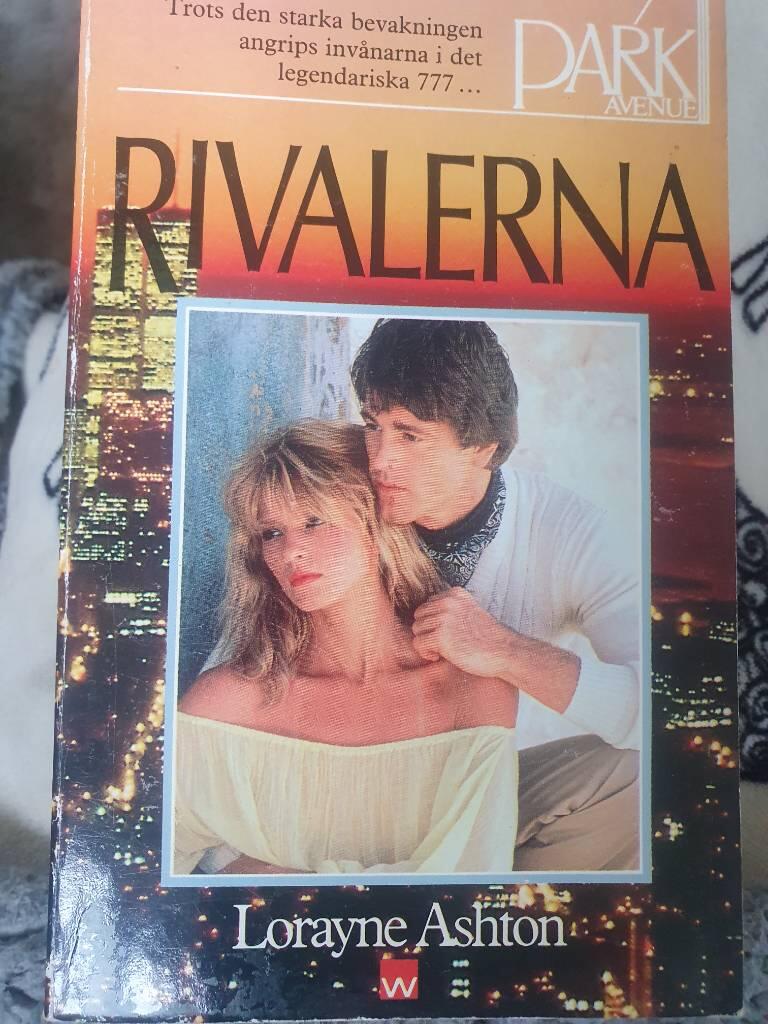 Trots den starka bevakningen
angrips invånarna i det
legendariska 777 ...
PARK
AVENUE
RIVALERNA
Lorayne Ashton
W